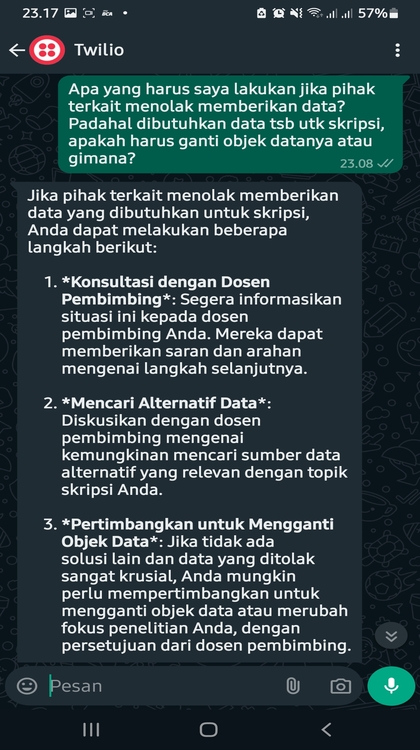 23.17
57%
Twilio
Apa yang harus saya lakukan jika pihak
terkait menolak memberikan data?
Padahal dibutuhkan data tsb utk skripsi,
apakah harus ganti objek datanya atau
gimana?
23.08
Jika pihak terkait menolak memberikan
data yang dibutuhkan untuk skripsi,
Anda dapat melakukan beberapa
langkah berikut:
1. *Konsultasi dengan Dosen
Pembimbing*: Segera informasikan
situasi ini kepada dosen
pembimbing Anda. Mereka dapat
memberikan saran dan arahan
mengenai langkah selanjutnya.
2. *Mencari Alternatif Data*:
Diskusikan dengan dosen
pembimbing mengenai
kemungkinan mencari sumber data
alternatif yang relevan dengan topik
skripsi Anda.
3. *Pertimbangkan untuk Mengganti
Objek Data*: Jika tidak ada
solusi lain dan data yang ditolak
sangat krusial, Anda mungkin
perlu mempertimbangkan untuk
mengganti objek data atau merubah
fokus penelitian Anda, dengan
persetujuan dari dosen pembimbing.
Pesan